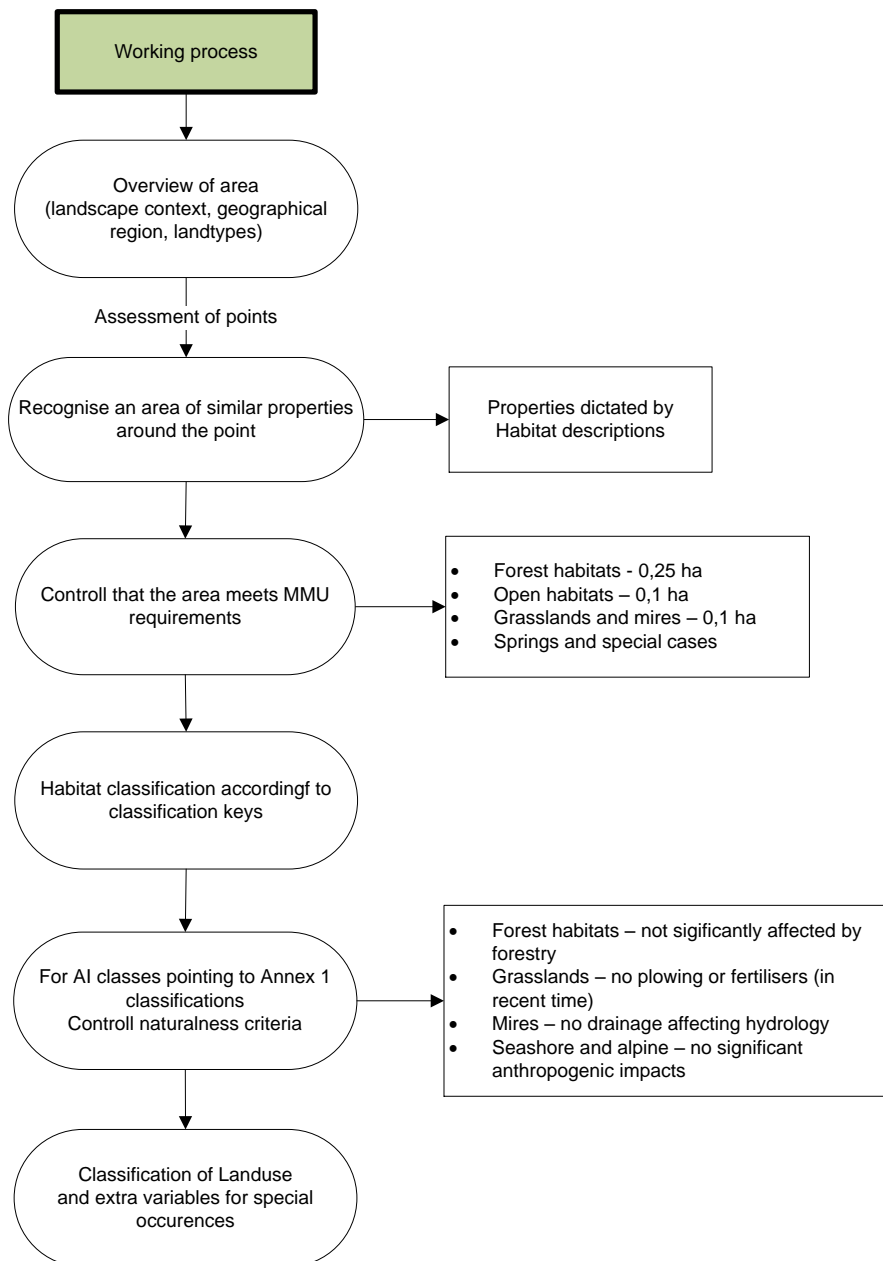 Working process
Overview of area
(landscape context, geographical
region, landtypes)
Assessment of points
Recognise an area of similar properties
around the point
Properties dictated by
Habitat descriptions
Controll that the area meets MMU
requirements
• Forest habitats - 0,25 ha
• Open habitats – 0,1 ha
• Grasslands and mires – 0,1 ha
• Springs and special cases
Habitat classification accordingf to
classification keys
For AI classes pointing to Annex 1
classifications
Controll naturalness criteria
• Forest habitats – not sigificantly affected by
forestry
• Grasslands – no plowing or fertilisers (in
recent time)
• Mires – no drainage affecting hydrology
• Seashore and alpine – no significant
anthropogenic impacts
Classification of Landuse
and extra variables for special
occurences